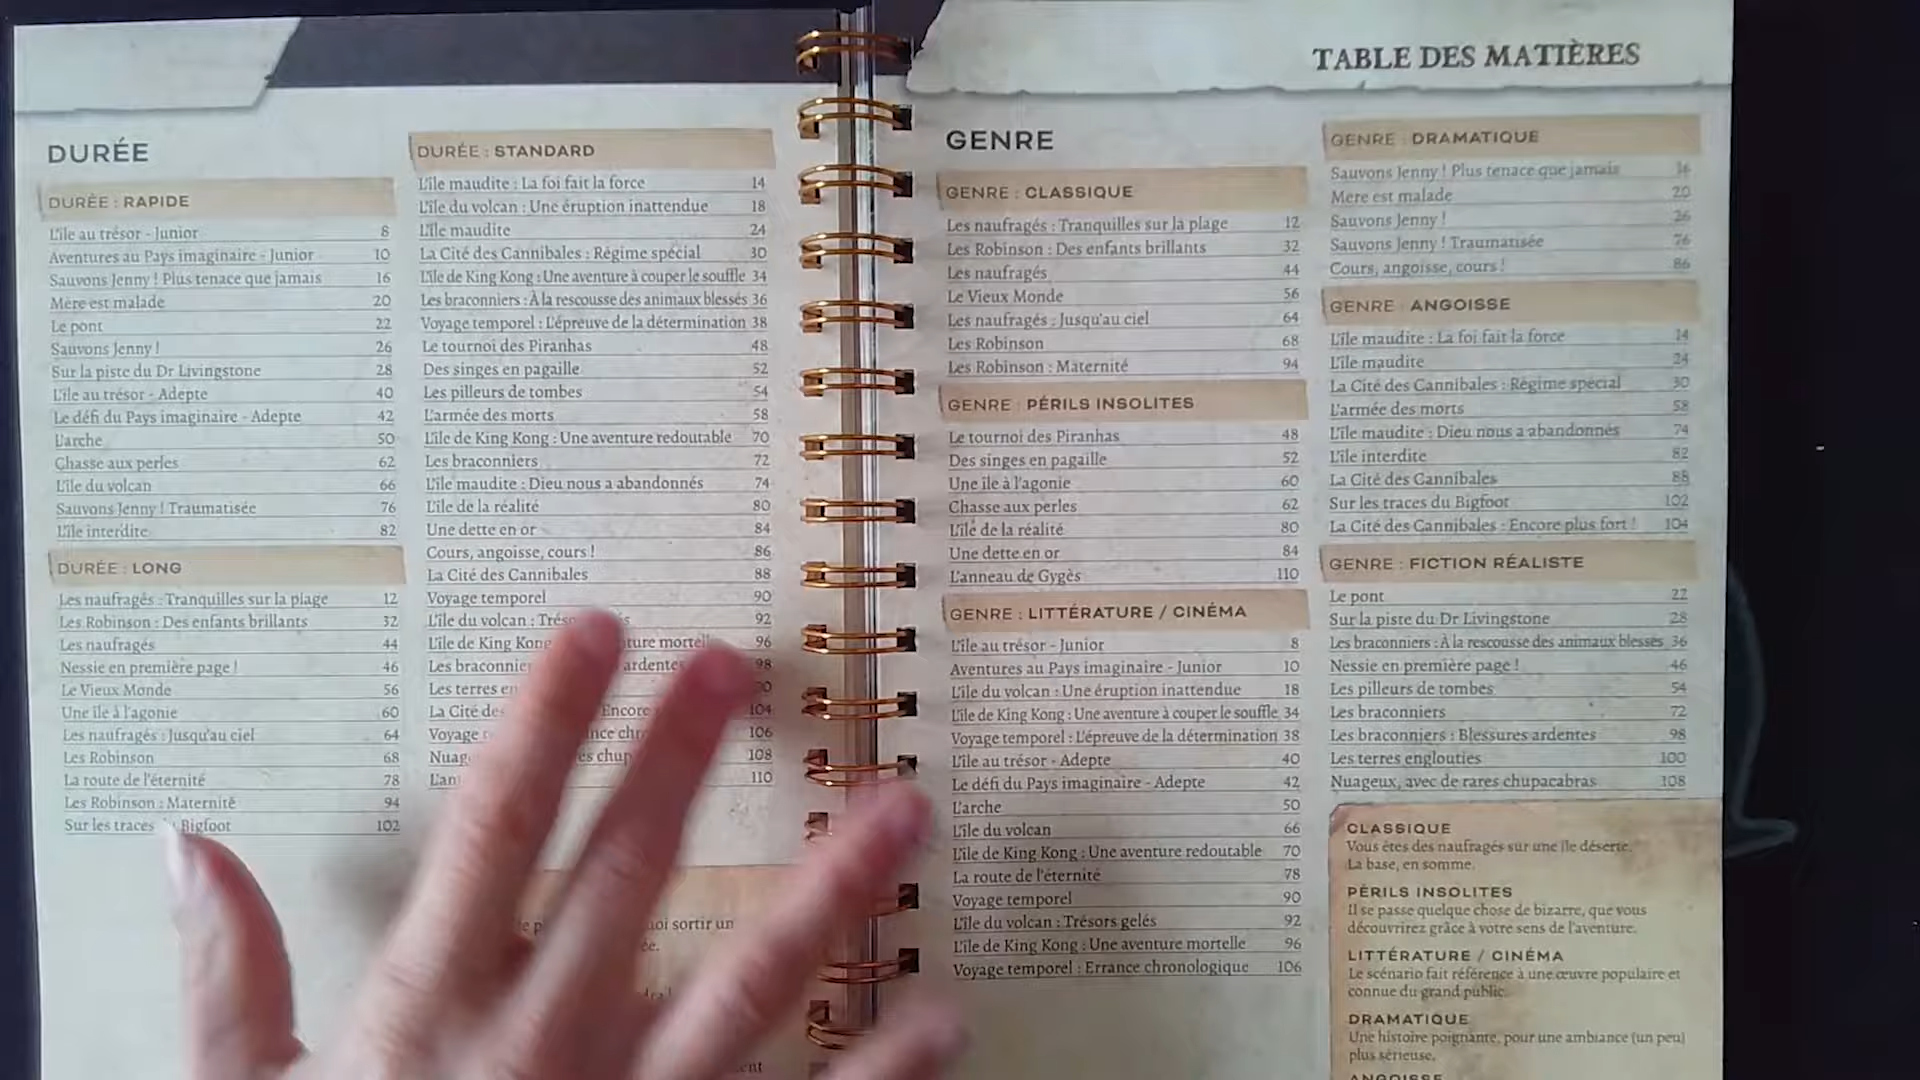 DURÉE
DURÉE : RAPIDE
L'île au trésor - Junior 8
Aventures au Pays imaginaire - Junior 10
Sauvons Jenny ! Plus tenace que jamais 16
Mère est malade 20
Le pont 22
Sauvons Jenny ! 26
Sur la piste du Dr Livingstone 28
L'île au trésor - Adepte 40
Le défi du Pays imaginaire - Adepte 42
L'arche 50
Chasse aux perles 62
L'île du volcan 66
Sauvons Jenny ! Traumatisée 76
L'île interdite 82
DURÉE : LONG
Les naufragés : Tranquilles sur la plage 12
Les Robinson : Des enfants brillants 32
Les naufragés 44
Nessie en première page ! 46
Le Vieux Monde 56
Une île à l'agonie 60
Les naufragés : Jusqu'au ciel 64
Les Robinson 68
La route de l'éternité 78
Les Robinson : Maternité 94
Sur les traces Bigfoot 102
DURÉE : STANDARD
L'île maudite : La foi fait la force 14
L'île du volcan : Une éruption inattendue 18
L'île maudite 24
La Cité des Cannibales : Régime spécial 30
L'île de King Kong : Une aventure à couper le souffle 34
Les braconniers : À la rescousse des animaux blessés 36
Voyage temporel : L'épreuve de la détermination 38
Le tournoi des Piranhas 48
Des singes en pagaille 52
Les pilleurs de tombes 54
L'armée des morts 58
L'île de King Kong : Une aventure redoutable 70
Les braconniers 72
L'île maudite : Dieu nous a abandonnés 74
L'île de la réalité 80
Une dette en or 84
Cours, angoisse, cours ! 86
La Cité des Cannibales 88
Voyage temporel 90
L'île du volcan : 92
L'île de King Kong mortelle 96
Les ardentes 98
Les terres
La Cité Encore 104
106
108
110
sortir un
TABLE DES MATIÈRES
GENRE
GENRE : CLASSIQUE
Les naufragés : Tranquilles sur la plage 12
Les Robinson : Des enfants brillants 32
Les naufragés 44
Le Vieux Monde 56
Les naufragés : Jusqu'au ciel 64
Les Robinson 68
Les Robinson : Maternité 94
GENRE : PÉRILS INSOLITES
Le tournoi des Piranhas 48
Des singes en pagaille 52
Une île à l'agonie 60
Chasse aux perles 62
L'île de la réalité 80
Une dette en or 84
L'anneau de Gygès 110
GENRE : LITTÉRATURE / CINÉMA
L'île au trésor - Junior 8
Aventures au Pays imaginaire - Junior 10
L'île du volcan : Une éruption inattendue 18
L'île de King Kong : Une aventure à couper le souffle 34
Voyage temporel : L'épreuve de la détermination 38
L'île au trésor - Adepte 40
Le défi du Pays imaginaire - Adepte 42
L'arche 50
L'île du volcan 66
L'île de King Kong : Une aventure redoutable 70
La route de l'éternité 78
Voyage temporel 90
L'île du volcan : Trésors gelés 92
L'île de King Kong : Une aventure mortelle 96
Voyage temporel : Errance chronologique 106
GENRE : DRAMATIQUE
Sauvons Jenny ! Plus tenace que jamais 16
Mère est malade 20
Sauvons Jenny ! 26
Sauvons Jenny ! Traumatisée 76
Cours, angoisse, cours ! 86
GENRE : ANGOISSE
L'île maudite : La foi fait la force 14
L'île maudite 24
La Cité des Cannibales : Régime spécial 30
L'armée des morts 58
L'île maudite : Dieu nous a abandonnés 74
L'île interdite 82
La Cité des Cannibales 88
Sur les traces du Bigfoot 102
La Cité des Cannibales : Encore plus fort ! 104
GENRE : FICTION RÉALISTE
Le pont 22
Sur la piste du Dr Livingstone 28
Les braconniers : À la rescousse des animaux blessés 36
Nessie en première page ! 46
Les pilleurs de tombes 54
Les braconniers 72
Les braconniers : Blessures ardentes 98
Les terres englouties 100
Nuageux, avec de rares chupacabras 108
CLASSIQUE
Vous êtes des naufragés sur une île déserte.
La base, en somme.
PÉRILS INSOLITES
Il se passe quelque chose de bizarre, que vous
découvrirez grâce à votre sens de l'aventure.
LITTÉRATURE / CINÉMA
Le scénario fait référence à une œuvre populaire et
connue du grand public.
DRAMATIQUE
Une histoire poignante, pour une ambiance (un peu)
plus sérieuse.
ANGOISSE